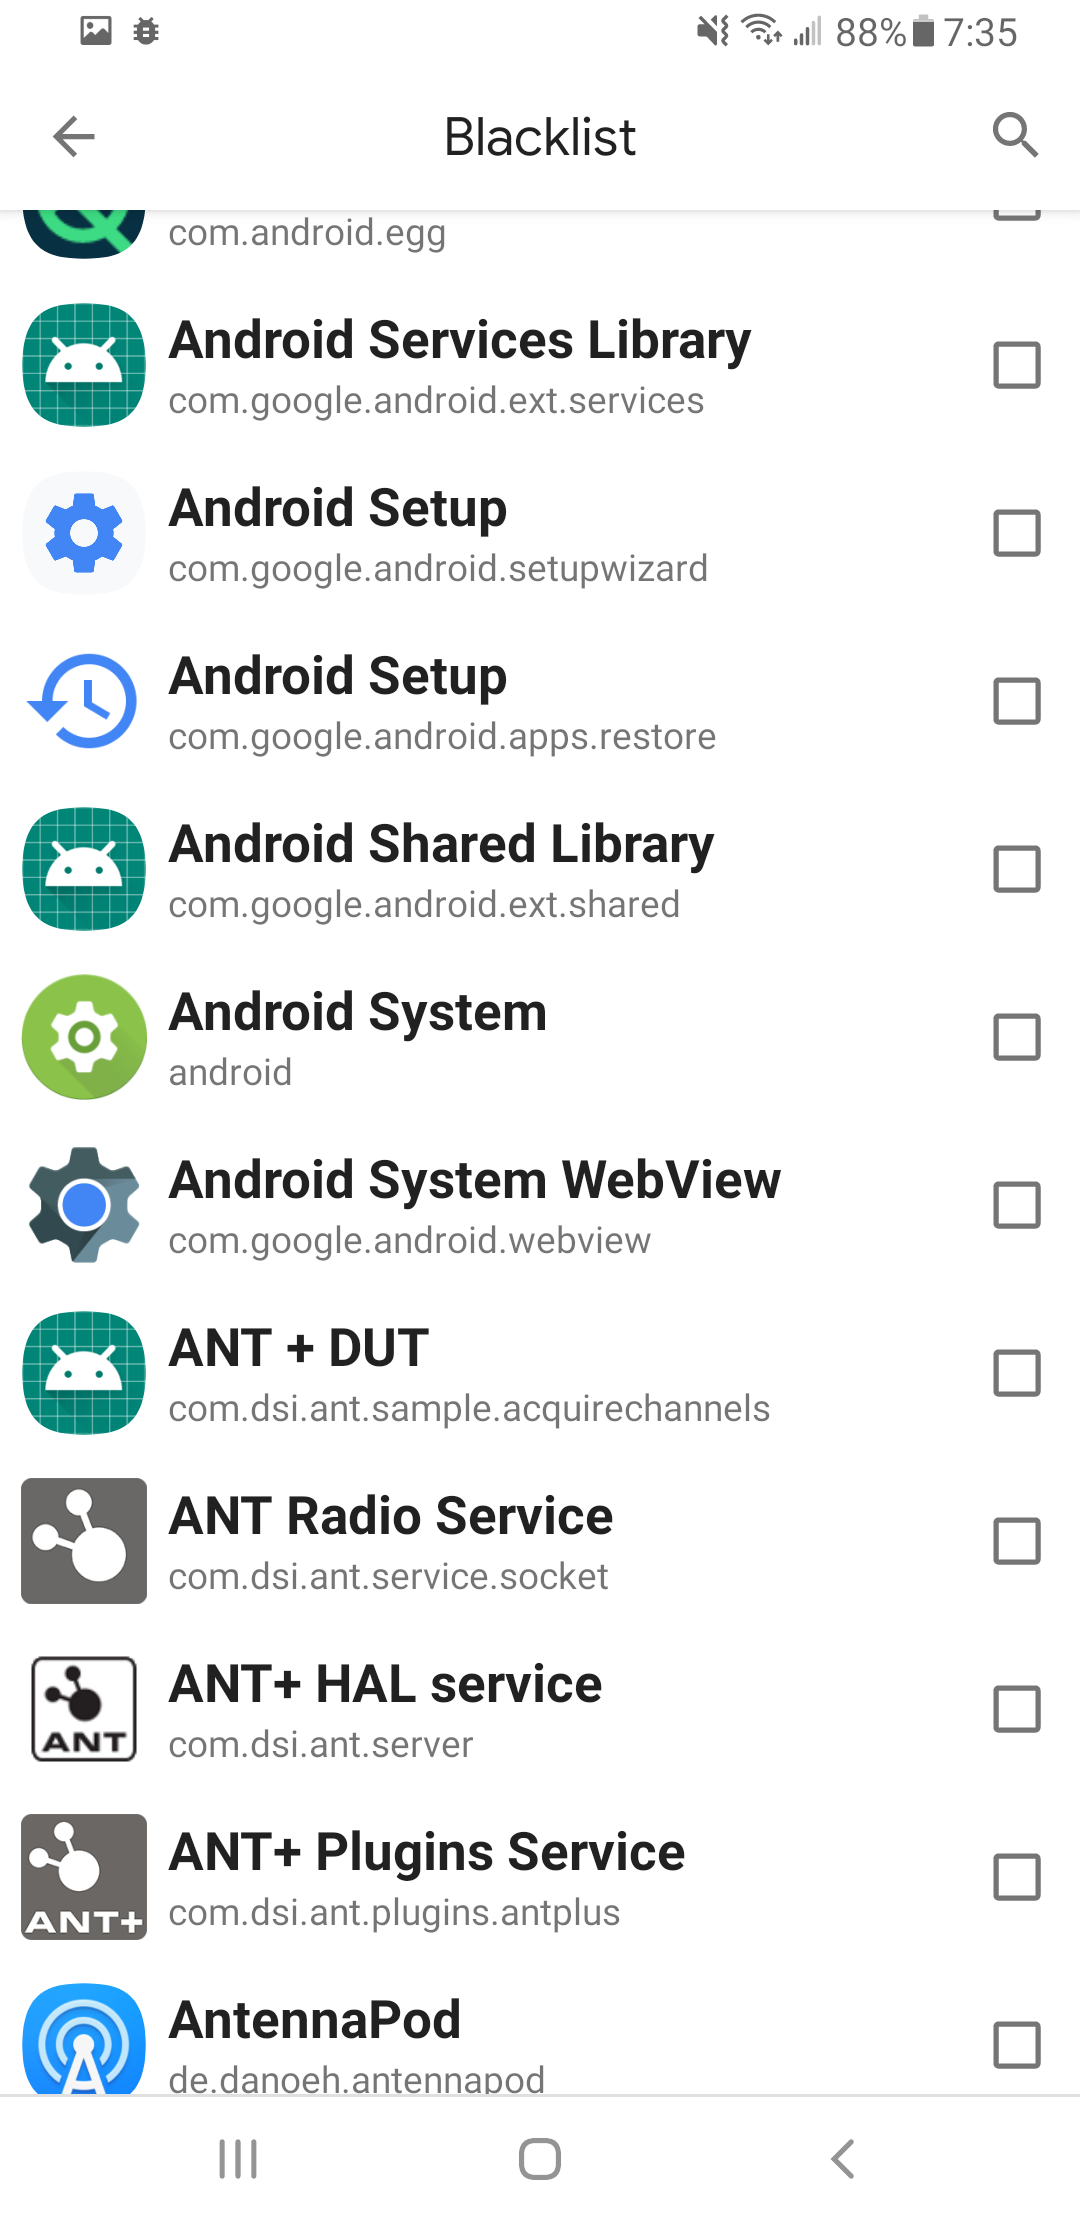 88% 7:35
Blacklist
com.android.egg
Android Services Library
com.google.android.ext.services
Android Setup
com.google.android.setupwizard
Android Setup
com.google.android.apps.restore
Android Shared Library
com.google.android.ext.shared
Android System
android
Android System WebView
com.google.android.webview
ANT + DUT
com.dsi.ant.sample.acquirechannels
ANT Radio Service
com.dsi.ant.service.socket
ANT+ HAL service
ANT
com.dsi.ant.server
ANT+ Plugins Service
ANT+
com.dsi.ant.plugins.antplus
AntennaPod
de.danoeh.antennapod